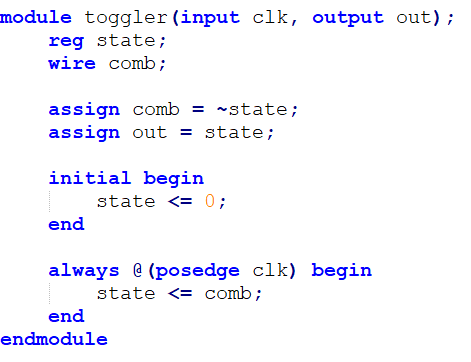 module toggler(input clk, output out);
    reg state;
    wire comb;

    assign comb = ~state;
    assign out = state;

    initial begin
        state <= 0;
    end

    always @(posedge clk) begin
        state <= comb;
    end
endmodule